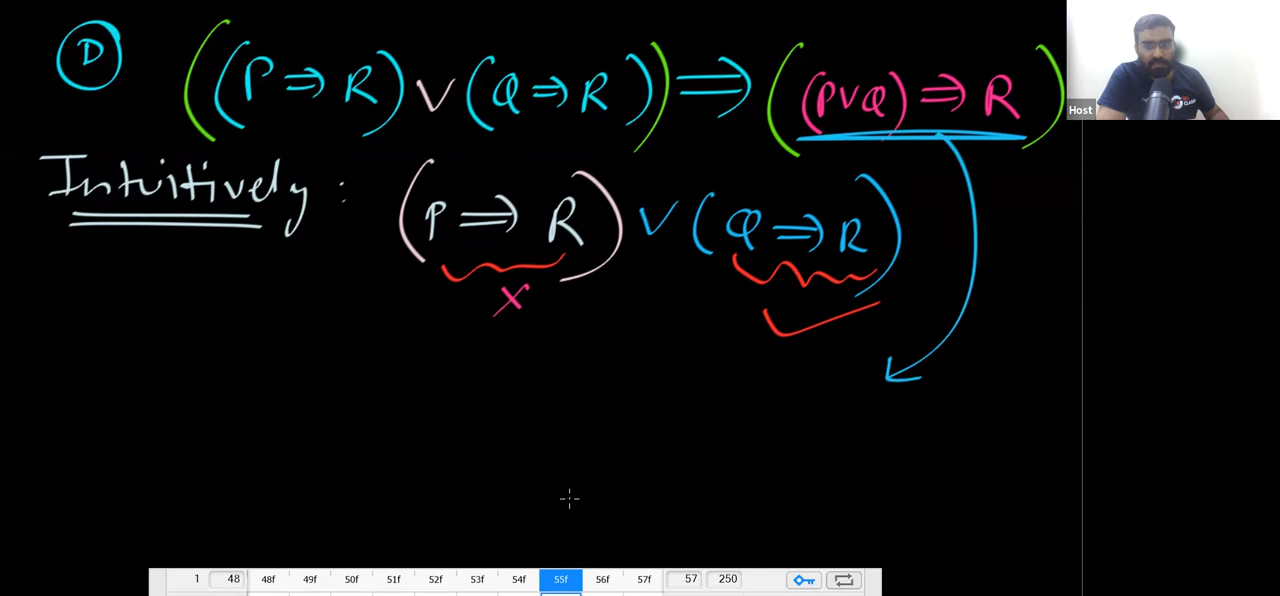 D ((P ⇒ R) ∨ (Q ⇒ R)) ⇒ ((P∨Q) ⇒ R)
Host
Intuitively : (P ⇒ R) ∨ (Q ⇒ R)
✗ ✓
1 48 48f 49f 50f 51f 52f 53f 54f 55f 56f 57f 57 250